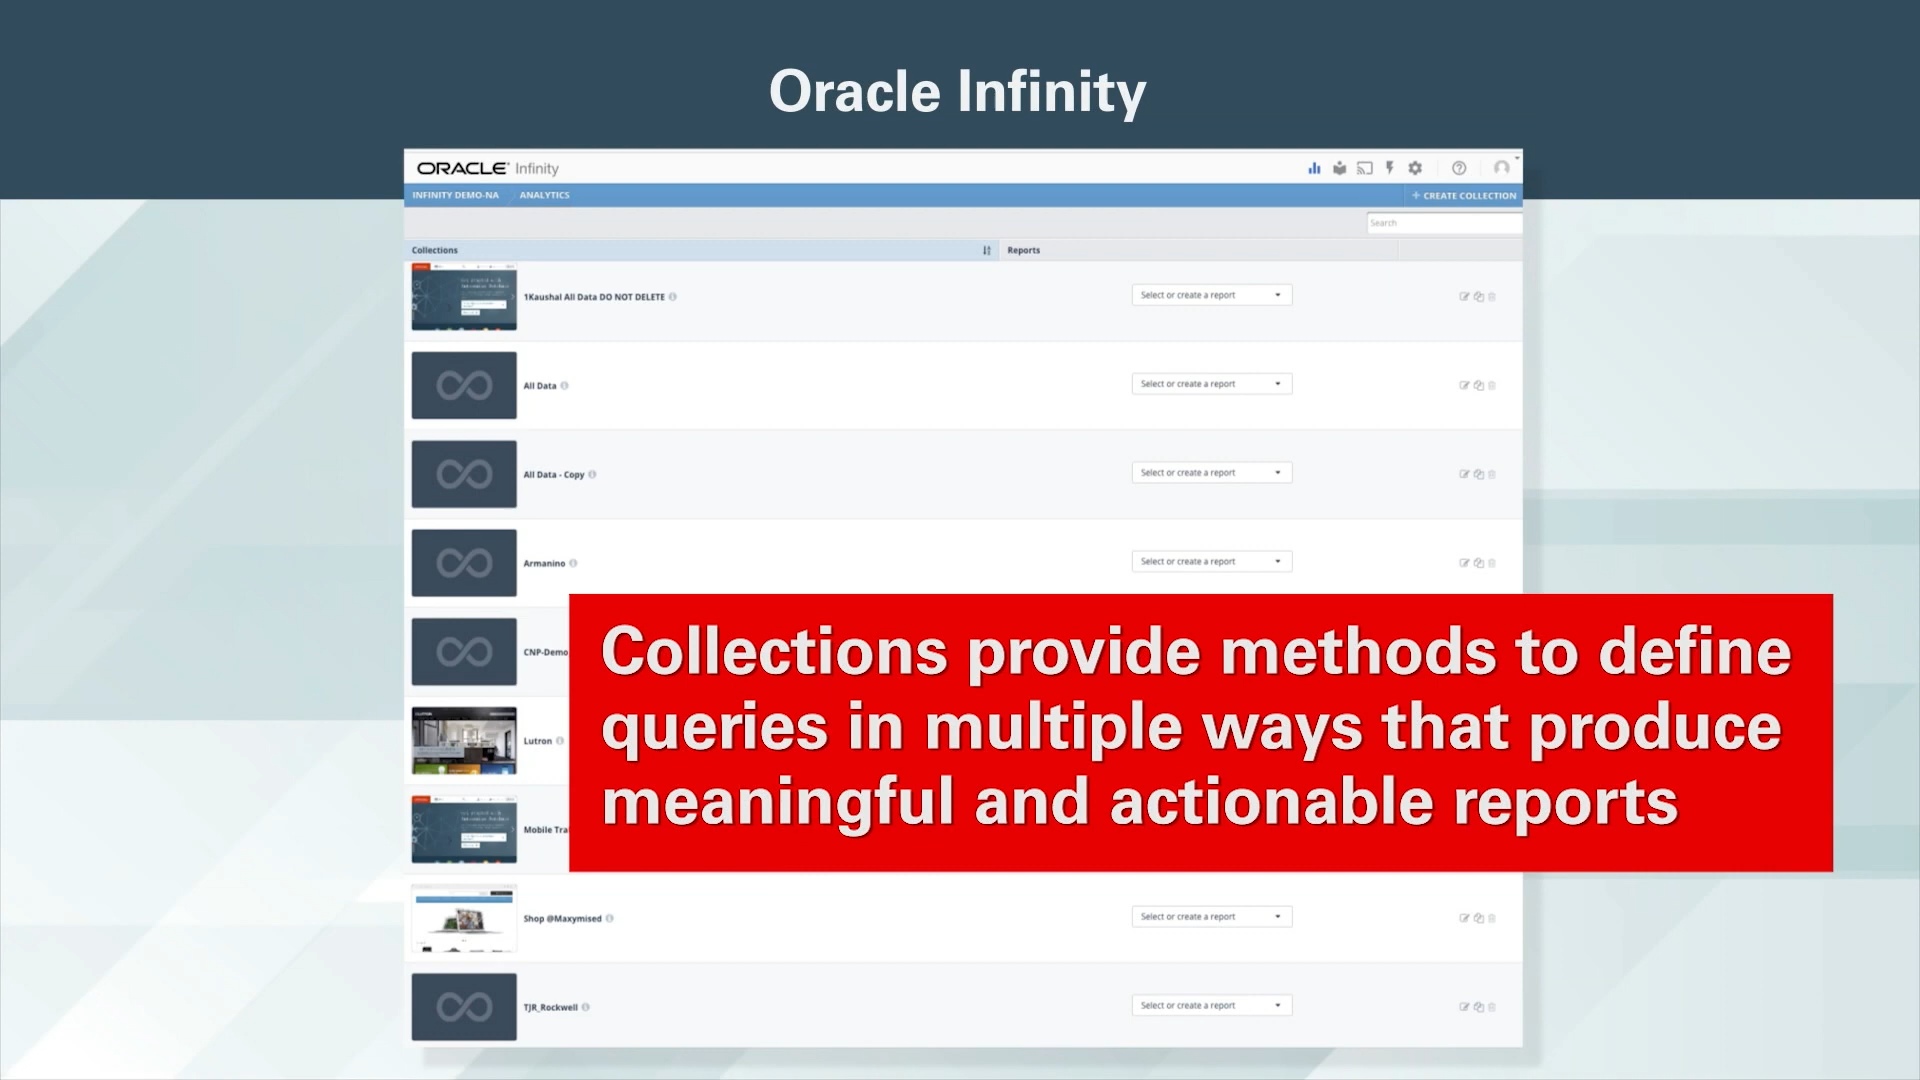 Oracle Infinity
ORACLE Infinity
INFINITY DEMO-NA ANALYTICS + CREATE COLLECTION
Search
Collections Reports
1Kaushal All Data DO NOT DELETE Select or create a report
All Data Select or create a report
All Data - Copy Select or create a report
Armanino Select or create a report
CNP-Demo
Collections provide methods to define
queries in multiple ways that produce
meaningful and actionable reports
Lutron
Mobile
Shop @Maxymised Select or create a report
TJR_Rockwell Select or create a report